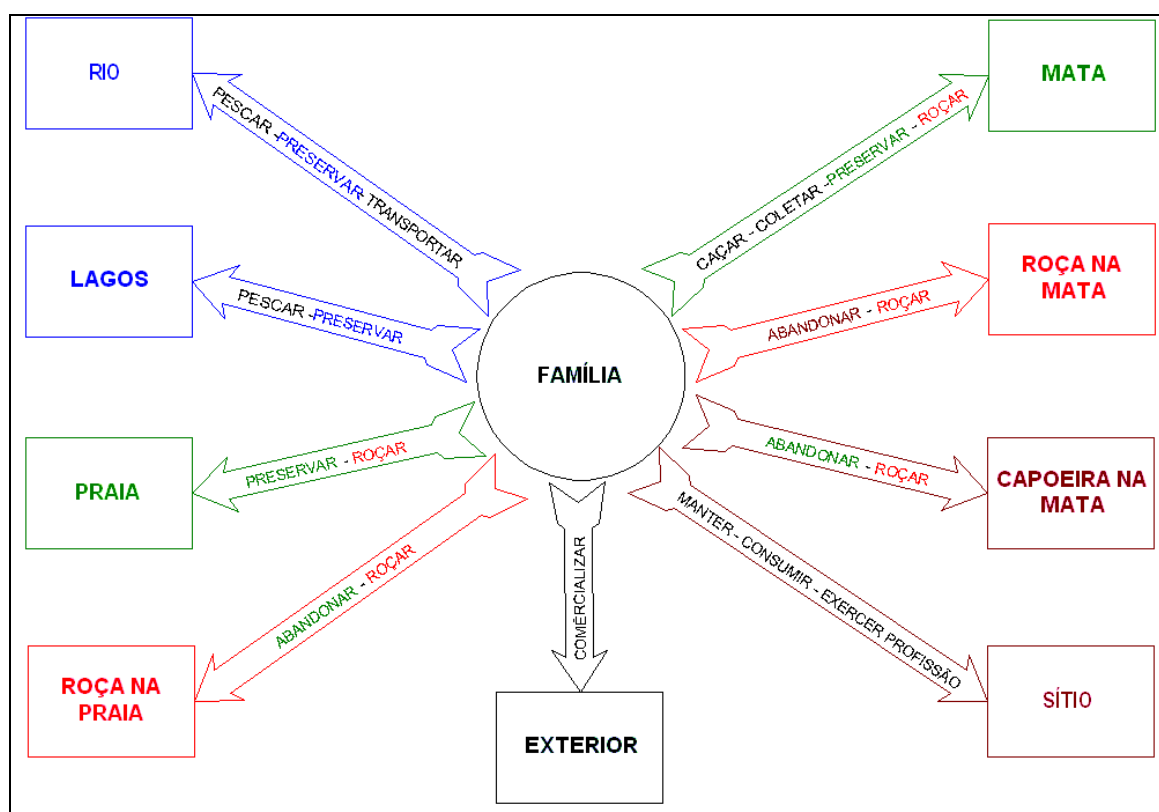 RIO
MATA
PESCAR -PRESERVAR- TRANSPORTAR
CAÇAR - COLETAR -PRESERVAR - ROÇAR
LAGOS
ROÇA NA
MATA
PESCAR -PRESERVAR
ABANDONAR - ROÇAR
FAMÍLIA
PRAIA
PRESERVAR - ROÇAR
ABANDONAR - ROÇAR
CAPOEIRA NA
MATA
ABANDONAR - ROÇAR
COMÊRCIALIZAR
MANTER - CONSUMIR - EXERCER PROFISSÃO
ROÇA NA
PRAIA
EXTERIOR
SÍTIO